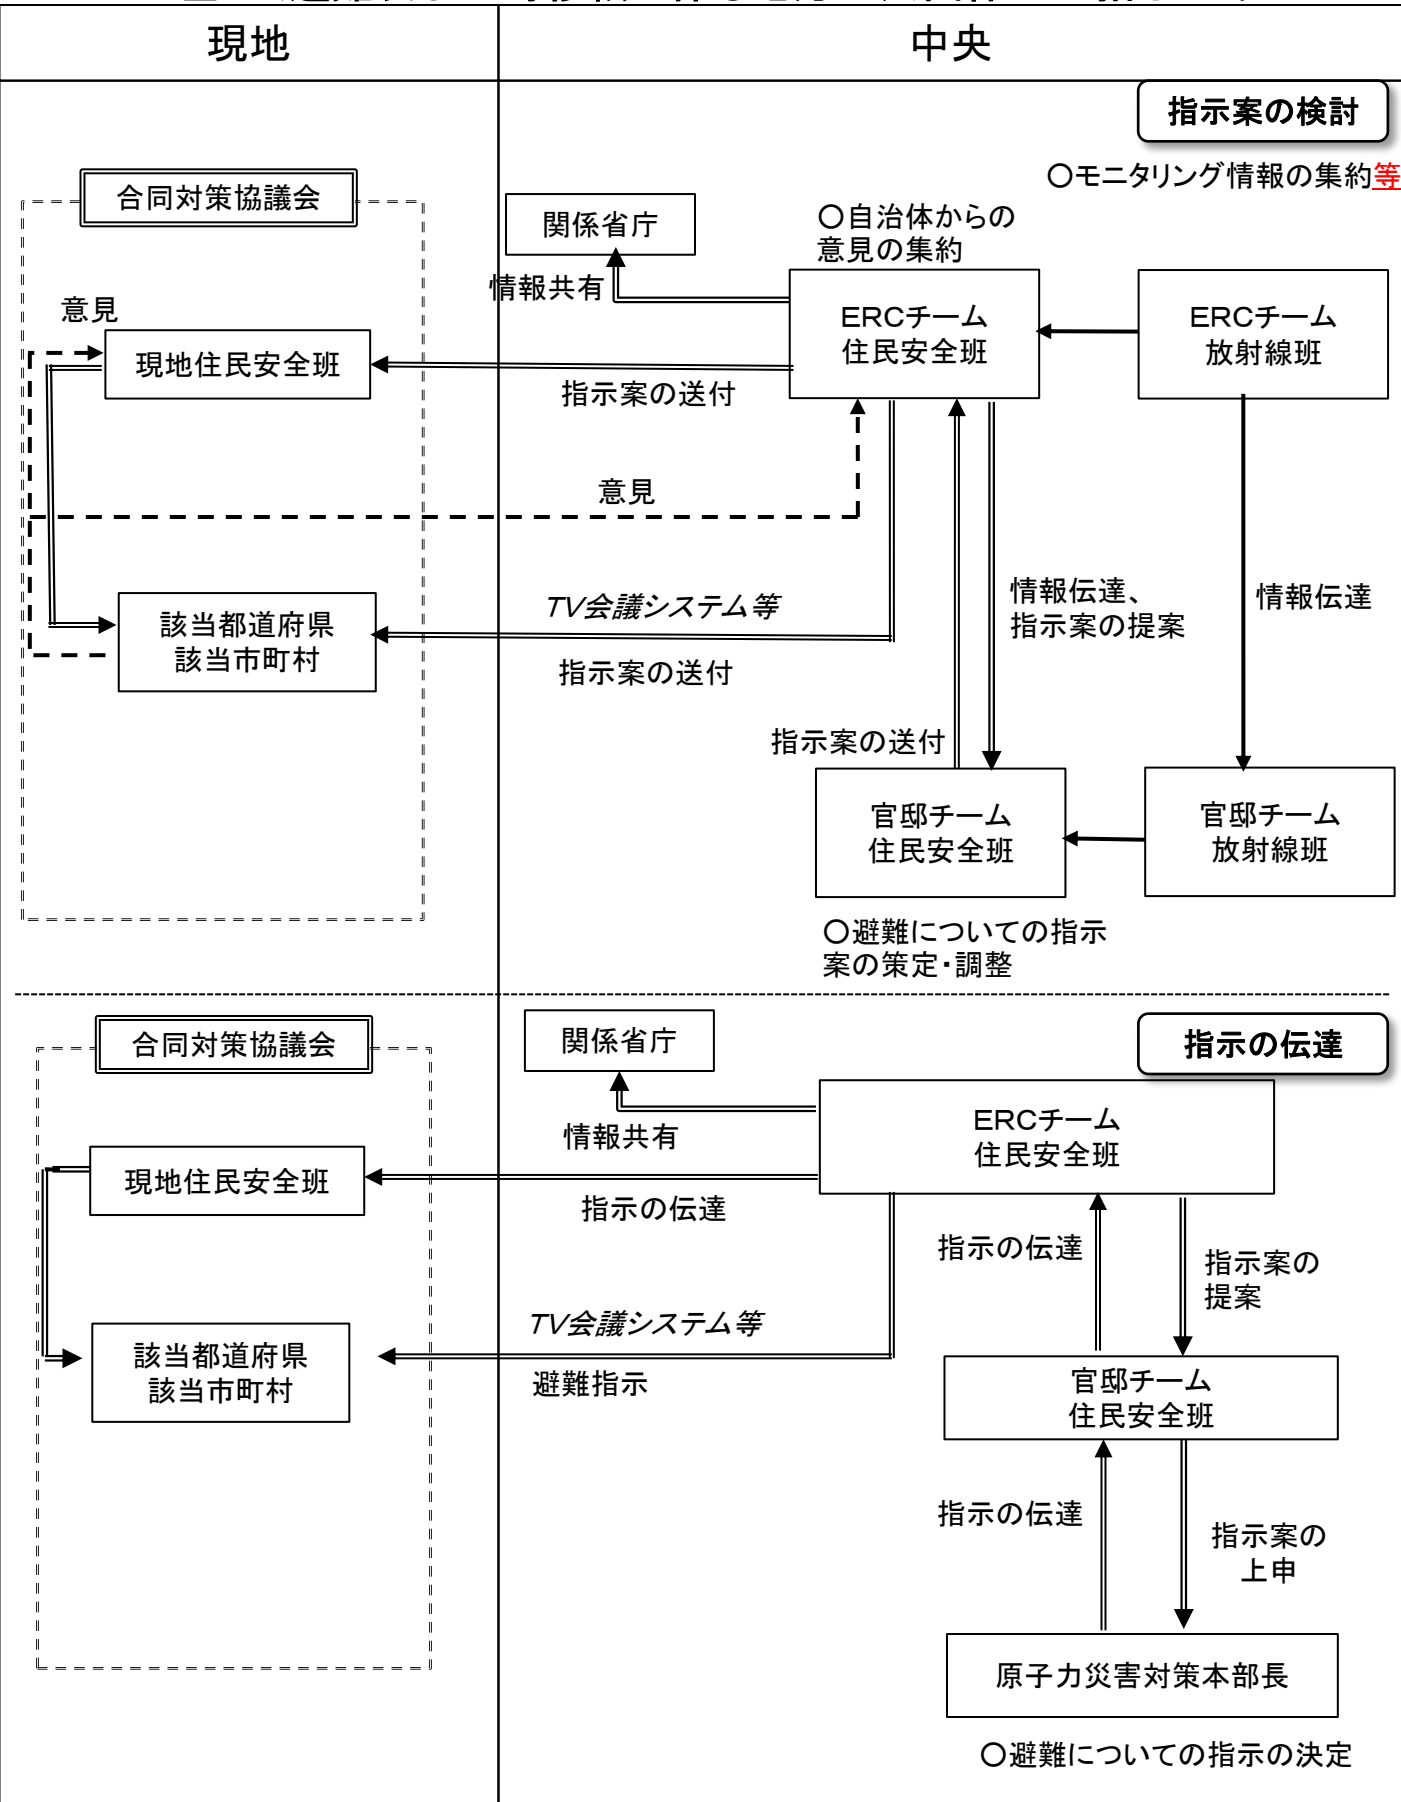 現地
中央
指示案の検討
〇モニタリング情報の集約等
合同対策協議会
関係省庁
〇自治体からの
意見の集約
情報共有
意見
ERCチーム
住民安全班
ERCチーム
放射線班
現地住民安全班
指示案の送付
意見
TV会議システム等
情報伝達、
指示案の提案
情報伝達
該当都道府県
該当市町村
指示案の送付
指示案の送付
官邸チーム
住民安全班
官邸チーム
放射線班
〇避難についての指示
案の策定・調整
合同対策協議会
関係省庁
指示の伝達
ERCチーム
住民安全班
情報共有
現地住民安全班
指示の伝達
指示の伝達
指示案の
提案
TV会議システム等
該当都道府県
該当市町村
避難指示
官邸チーム
住民安全班
指示の伝達
指示案の
上申
原子力災害対策本部長
〇避難についての指示の決定